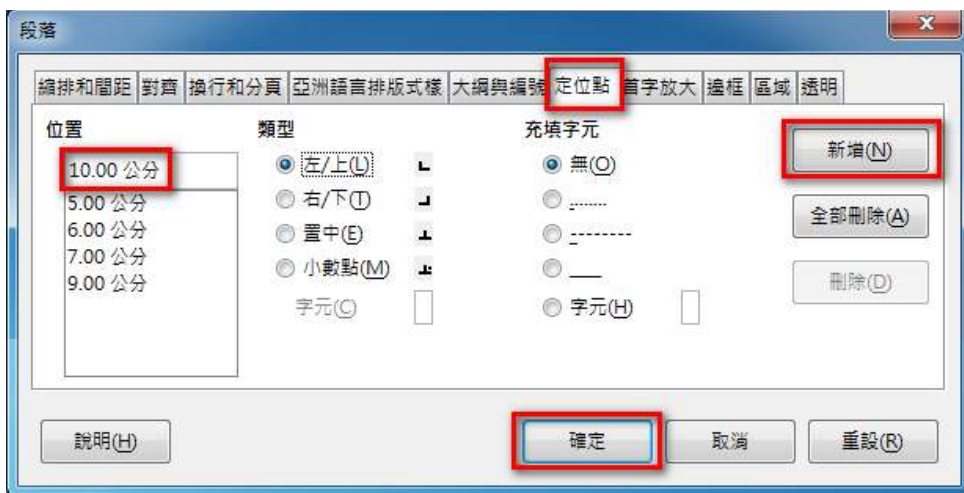 段落
縮排和間距 對齊 換行和分頁 亞洲語言排版式樣 大綱與編號 定位點 首字放大 邊框 區域 透明
位置 類型 充填字元
10.00 公分 左/上(L) 無(O) 新增(N)
5.00 公分 右/下(T) ........ 全部刪除(A)
6.00 公分 置中(E) --------
7.00 公分 小數點(M) ___ 刪除(D)
9.00 公分
字元(C) 字元(H)
說明(H) 確定 取消 重設(R)